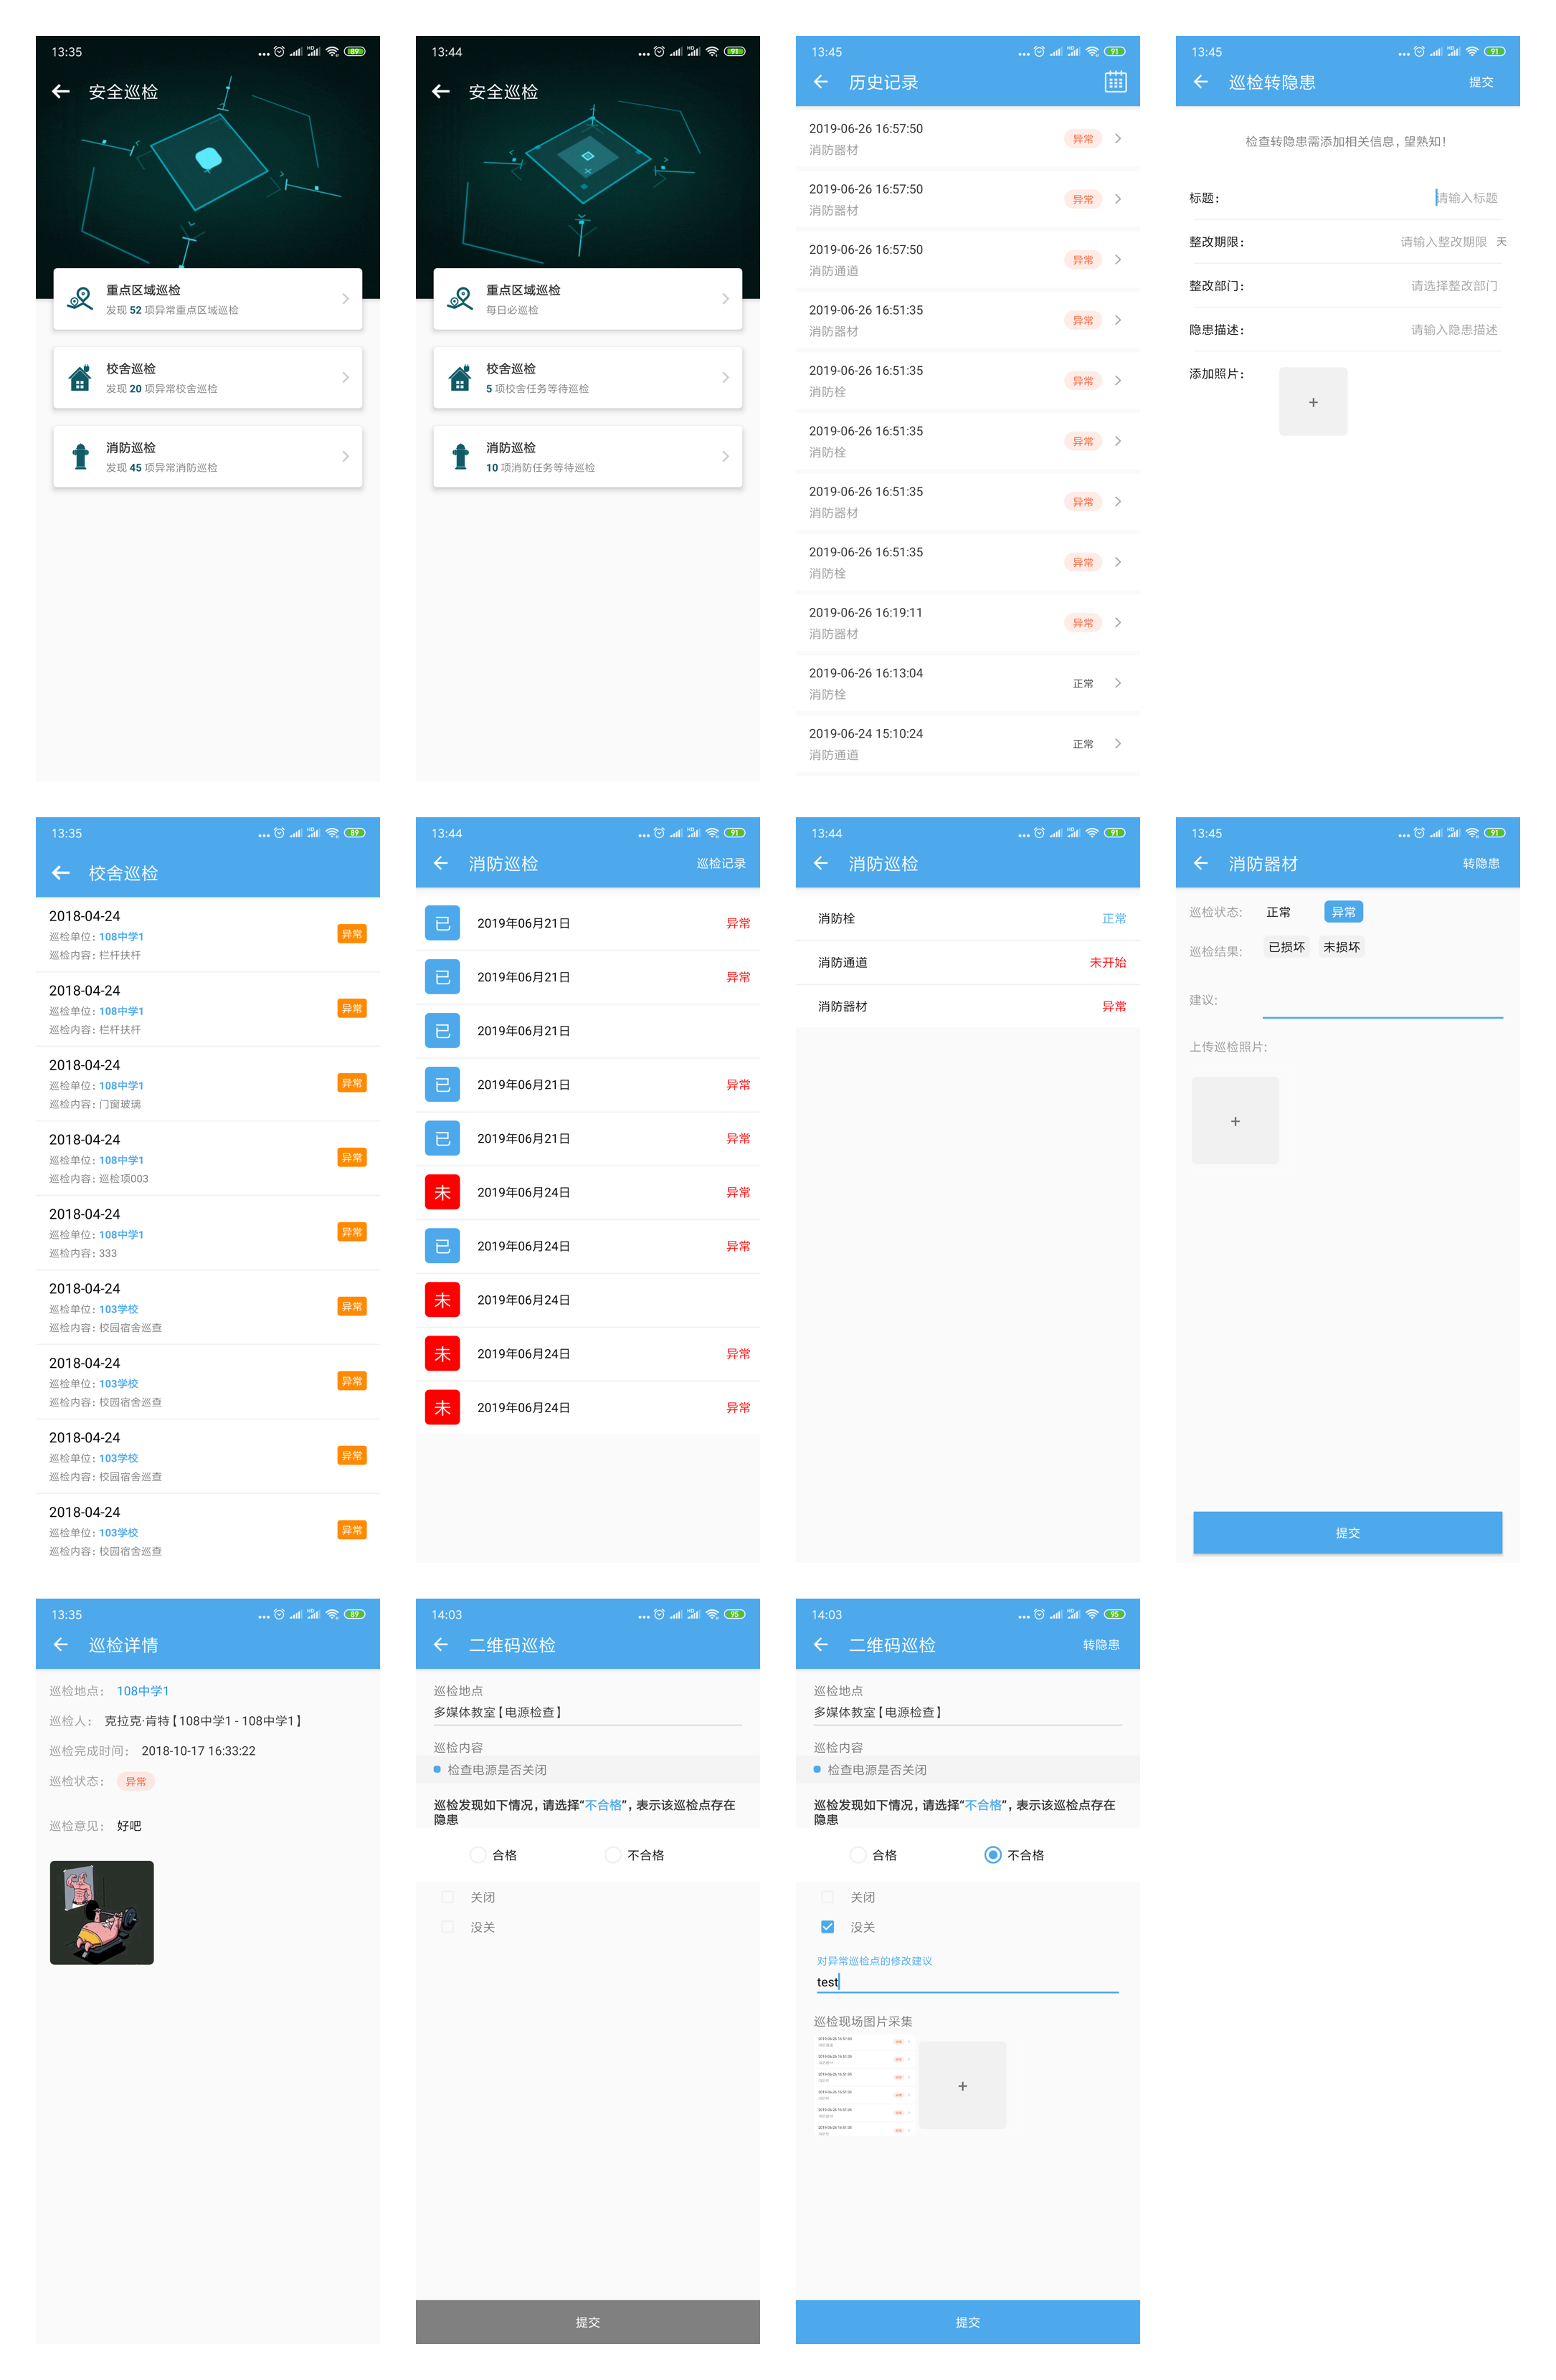 13:35
89
安全巡检
重点区域巡检
发现 52 项异常重点区域巡检
校舍巡检
发现 20 项异常校舍巡检
消防巡检
发现 45 项异常消防巡检
13:44
91
安全巡检
重点区域巡检
每日必巡检
校舍巡检
5 项校舍任务等待巡检
消防巡检
10 项消防任务等待巡检
13:45
91
历史记录
2019-06-26 16:57:50
消防器材
异常
2019-06-26 16:57:50
消防器材
异常
2019-06-26 16:57:50
消防通道
异常
2019-06-26 16:51:35
消防器材
异常
2019-06-26 16:51:35
消防栓
异常
2019-06-26 16:51:35
消防栓
异常
2019-06-26 16:51:35
消防器材
异常
2019-06-26 16:51:35
消防栓
异常
2019-06-26 16:19:11
消防器材
异常
2019-06-26 16:13:04
消防栓
正常
2019-06-24 15:10:24
消防通道
正常
13:45
91
巡检转隐患
提交
检查转隐患需添加相关信息，望熟知！
标题： 请输入标题
整改期限： 请输入整改期限 天
整改部门： 请选择整改部门
隐患描述： 请输入隐患描述
添加照片：
+
13:35
89
校舍巡检
2018-04-24
巡检单位：108中学1
巡检内容：栏杆扶杆
异常
2018-04-24
巡检单位：108中学1
巡检内容：栏杆扶杆
异常
2018-04-24
巡检单位：108中学1
巡检内容：门窗玻璃
异常
2018-04-24
巡检单位：108中学1
巡检内容：巡检项003
异常
2018-04-24
巡检单位：108中学1
巡检内容：333
异常
2018-04-24
巡检单位：103学校
巡检内容：校园宿舍巡查
异常
2018-04-24
巡检单位：103学校
巡检内容：校园宿舍巡查
异常
2018-04-24
巡检单位：103学校
巡检内容：校园宿舍巡查
异常
2018-04-24
巡检单位：103学校
巡检内容：校园宿舍巡查
异常
13:44
91
消防巡检
巡检记录
已 2019年06月21日 异常
已 2019年06月21日 异常
已 2019年06月21日
已 2019年06月21日 异常
已 2019年06月21日 异常
未 2019年06月24日 异常
已 2019年06月24日 异常
未 2019年06月24日
未 2019年06月24日 异常
未 2019年06月24日 异常
13:44
91
消防巡检
消防栓 正常
消防通道 未开始
消防器材 异常
13:45
91
消防器材
转隐患
巡检状态: 正常 异常
巡检结果: 已损坏 未损坏
建议:
上传巡检照片:
+
提交
13:35
89
巡检详情
巡检地点： 108中学1
巡检人： 克拉克·肯特【108中学1 - 108中学1】
巡检完成时间： 2018-10-17 16:33:22
巡检状态： 异常
巡检意见： 好吧
14:03
95
二维码巡检
巡检地点
多媒体教室【电源检查】
巡检内容
检查电源是否关闭
巡检发现如下情况，请选择“不合格”，表示该巡检点存在
隐患
合格 不合格
关闭
没关
提交
14:03
95
二维码巡检
转隐患
巡检地点
多媒体教室【电源检查】
巡检内容
检查电源是否关闭
巡检发现如下情况，请选择“不合格”，表示该巡检点存在
隐患
合格 不合格
关闭
没关
对异常巡检点的修改建议
test
巡检现场图片采集
+
提交